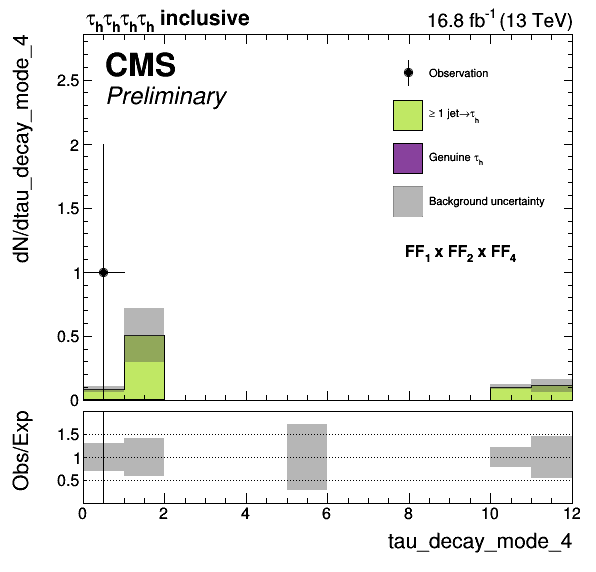 τhτhτhτh inclusive 16.8 fb-1 (13 TeV)
CMS
Preliminary
Observation
≥ 1 jet→τh
Genuine τh
Background uncertainty
FF1 x FF2 x FF4
dN/dtau_decay_mode_4
2.5
2
1.5
1
0.5
0
Obs/Exp
1.5
1
0.5
0 2 4 6 8 10 12
tau_decay_mode_4